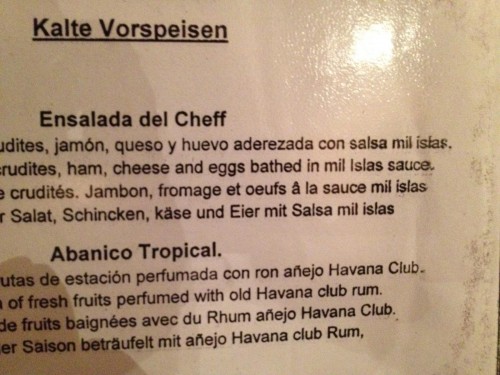 Kalte Vorspeisen
Ensalada del Cheff
udites, jamón, queso y huevo aderezada con salsa mil islas.
crudites, ham, cheese and eggs bathed in mil Islas sauce.
e crudités. Jambon, fromage et oeufs â la sauce mil islas
r Salat, Schincken, käse und Eier mit Salsa mil islas
Abanico Tropical.
utas de estación perfumada con ron añejo Havana Club.
of fresh fruits perfumed with old Havana club rum.
de fruits baignées avec du Rhum añejo Havana Club.
er Saison beträufelt mit añejo Havana club Rum,